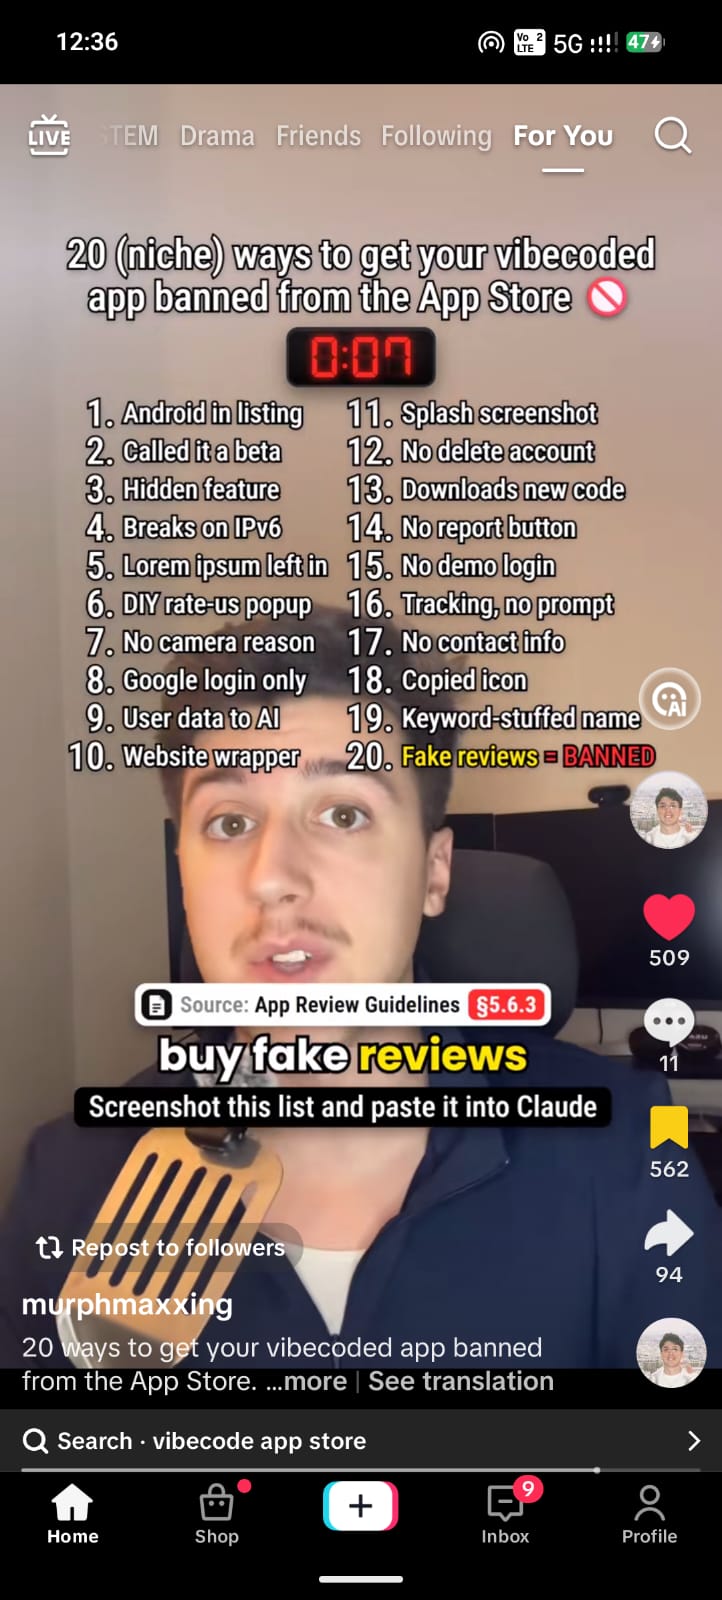 12:36
Vo 2
LTE
5G
47
LIVE
STEM Drama Friends Following For You
20 (niche) ways to get your vibecoded
app banned from the App Store 🚫
0:07
1. Android in listing
2. Called it a beta
3. Hidden feature
4. Breaks on IPv6
5. Lorem ipsum left in
6. DIY rate-us popup
7. No camera reason
8. Google login only
9. User data to AI
10. Website wrapper
11. Splash screenshot
12. No delete account
13. Downloads new code
14. No report button
15. No demo login
16. Tracking, no prompt
17. No contact info
18. Copied icon
19. Keyword-stuffed name
20. Fake reviews = BANNED
AI
509
Source: App Review Guidelines §5.6.3
buy fake reviews
11
Screenshot this list and paste it into Claude
562
Repost to followers
94
murphmaxxing
20 ways to get your vibecoded app banned
from the App Store. ...more | See translation
Search · vibecode app store
9
Home Shop Inbox Profile